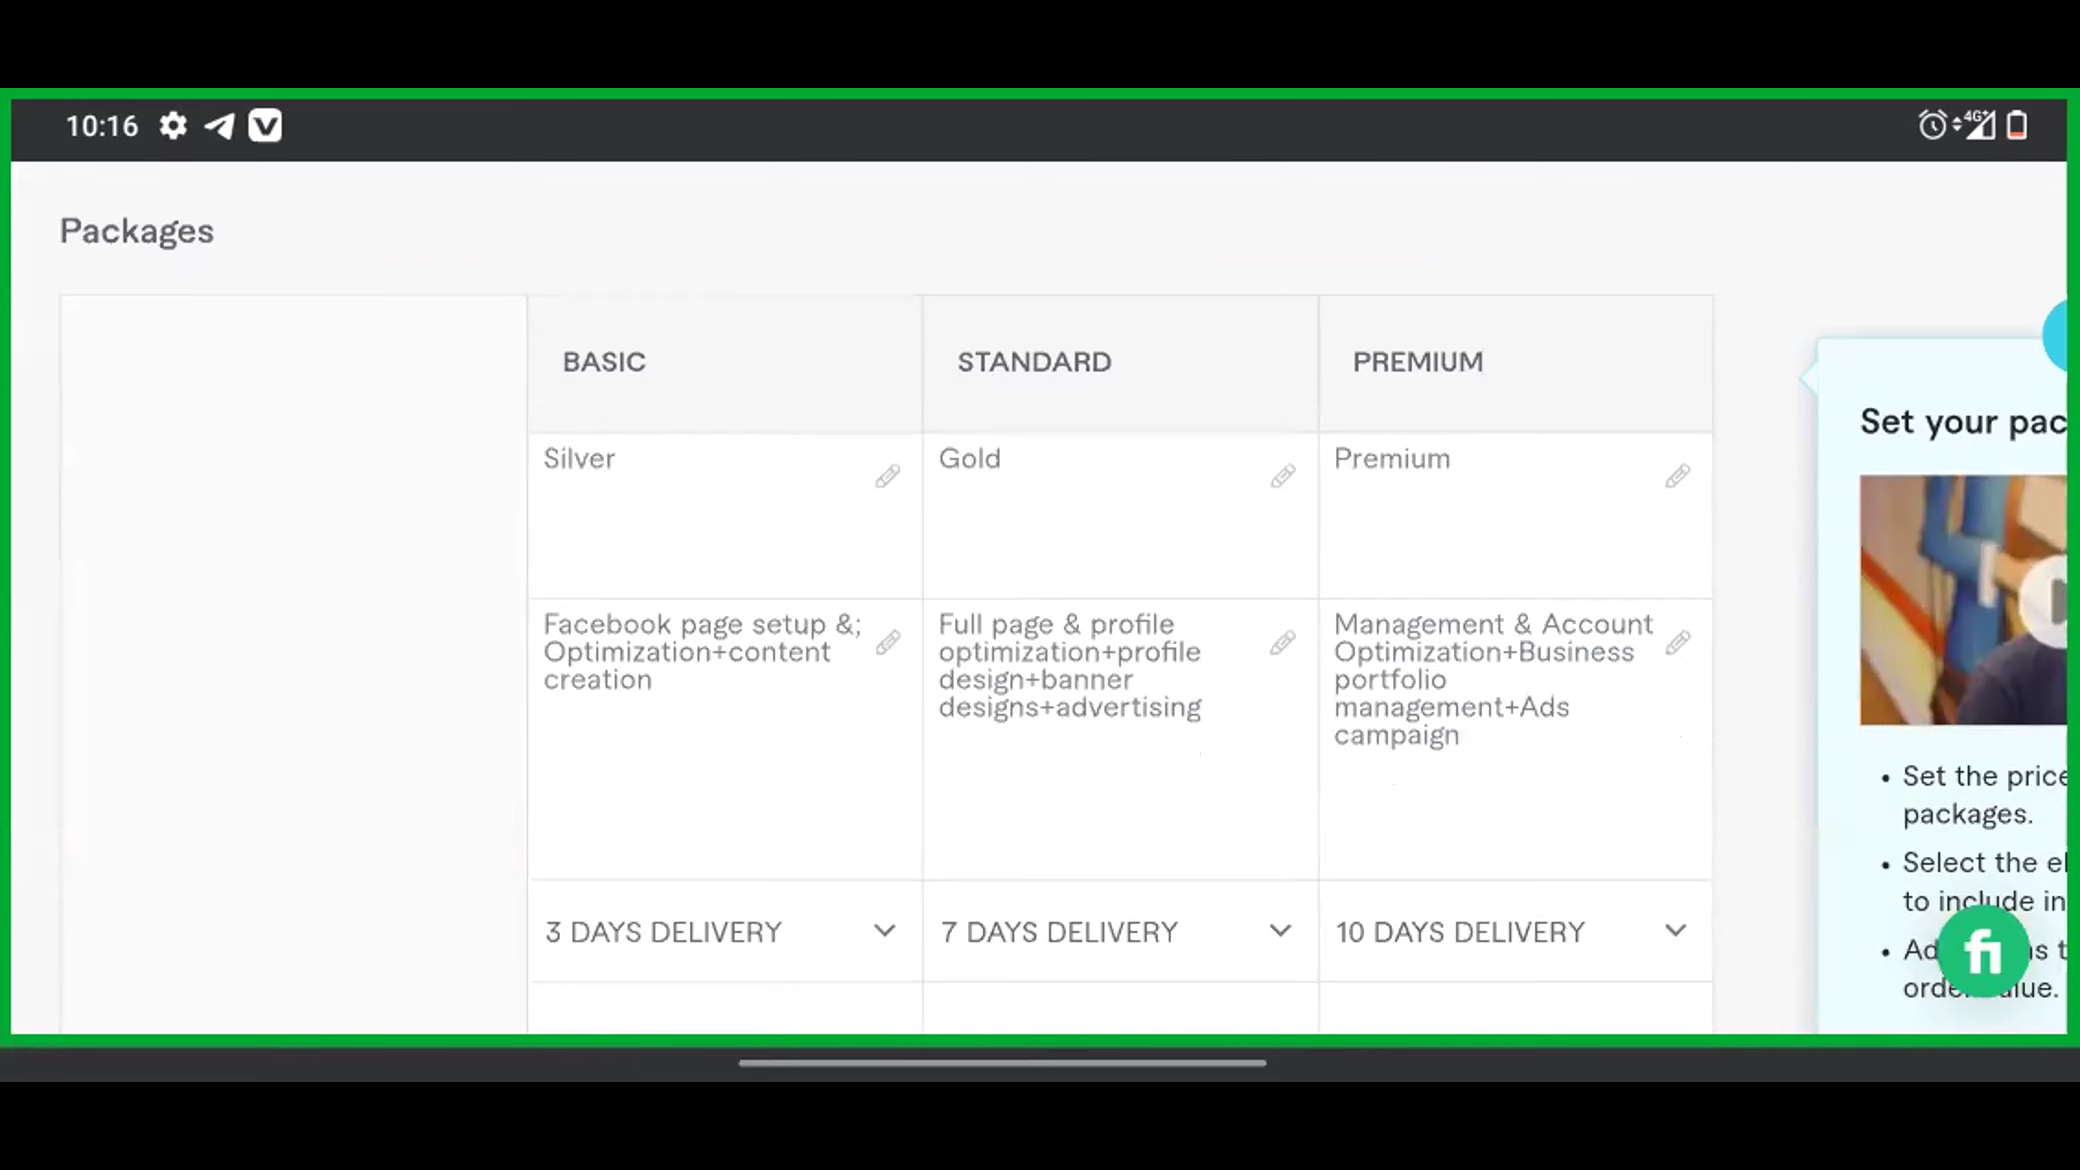 10:16
4G+
Packages
BASIC
STANDARD
PREMIUM
Silver
Gold
Premium
Facebook page setup &;
Optimization+content
creation
Full page & profile
optimization+profile
design+banner
designs+advertising
Management & Account
Optimization+Business
portfolio
management+Ads
campaign
3 DAYS DELIVERY
7 DAYS DELIVERY
10 DAYS DELIVERY
Set your pac
Set the price
packages.
Select the el
to include in
fi